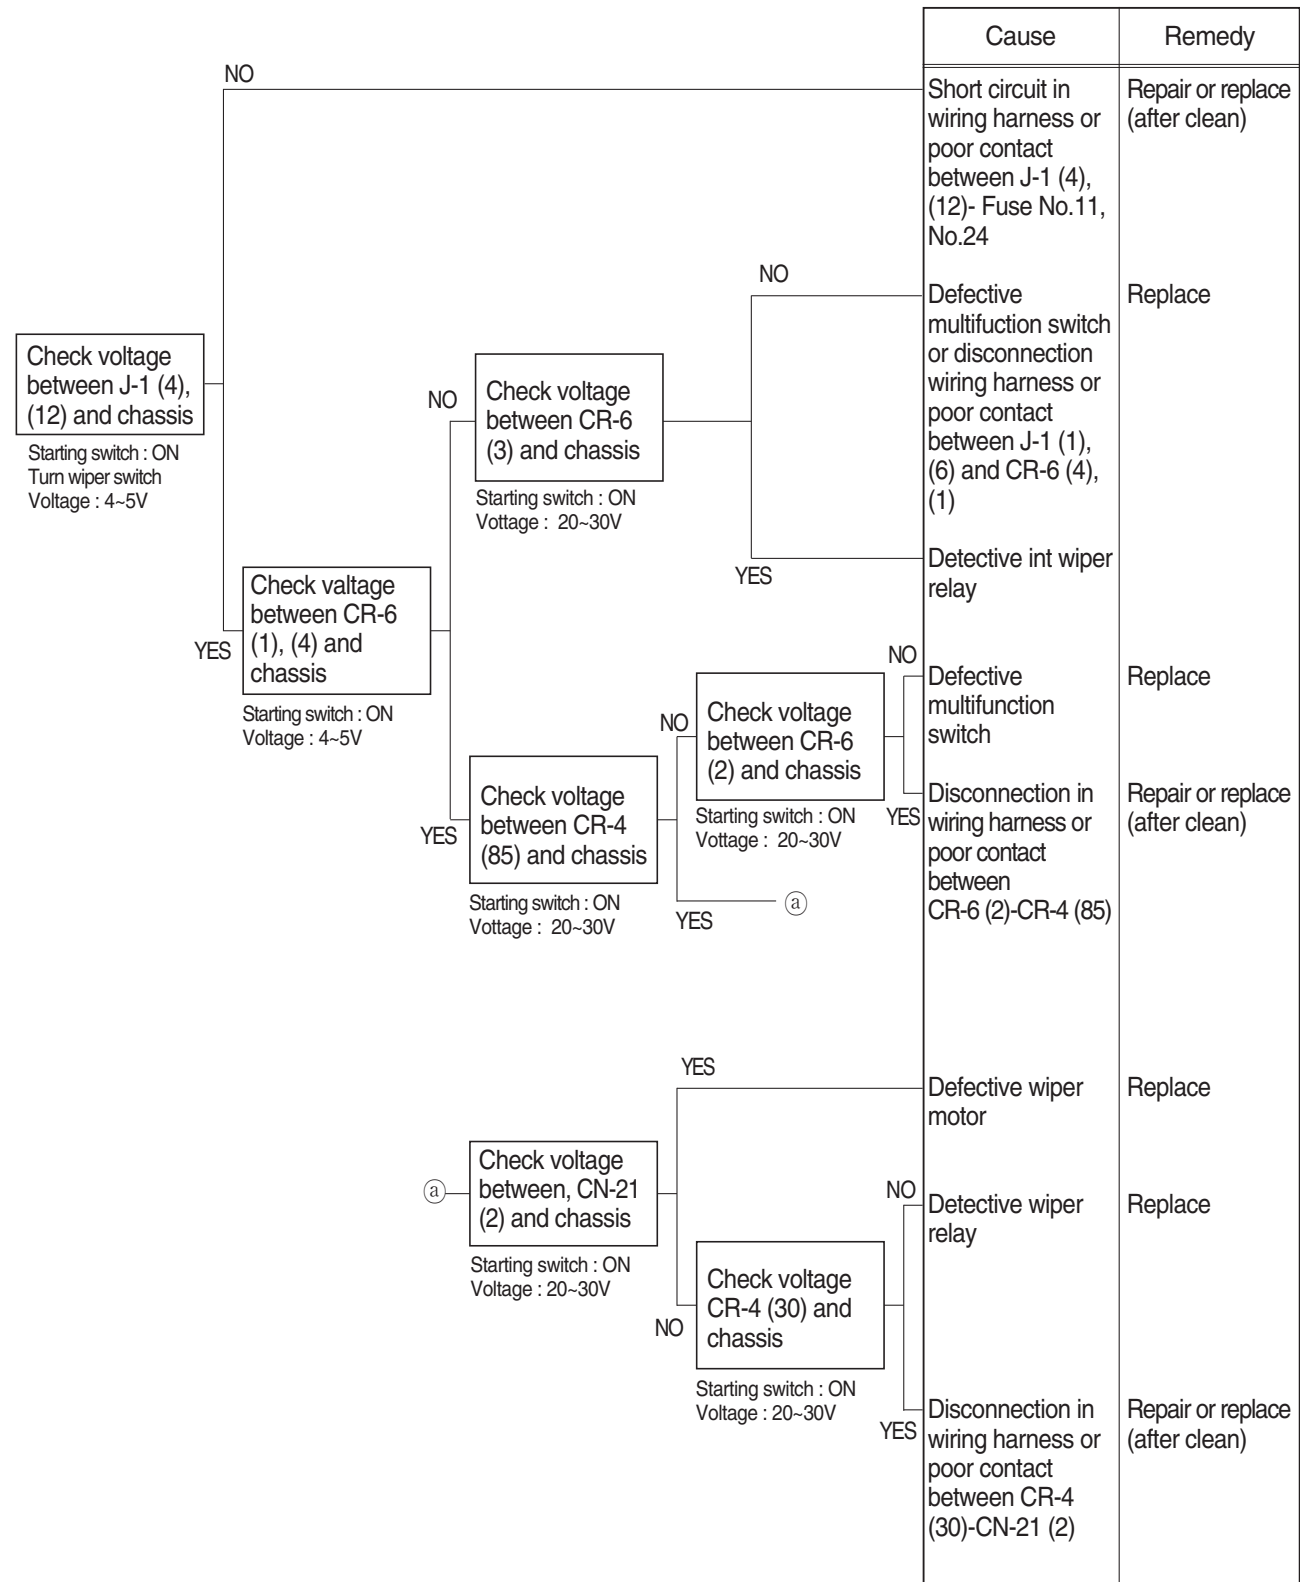 Cause
Remedy
NO
Short circuit in
wiring harness or
poor contact
between J-1 (4),
(12)- Fuse No.11,
No.24
Repair or replace
(after clean)
NO
Defective
multifuction switch
or disconnection
wiring harness or
poor contact
between J-1 (1),
(6) and CR-6 (4),
(1)
Replace
Check voltage
between J-1 (4),
(12) and chassis
Starting switch : ON
Turn wiper switch
Voltage : 4~5V
NO
Check voltage
between CR-6
(3) and chassis
Starting switch : ON
Vottage : 20~30V
YES
Detective int wiper
relay
YES
Check valtage
between CR-6
(1), (4) and
chassis
Starting switch : ON
Voltage : 4~5V
NO
Defective
multifunction
switch
Replace
NO
Check voltage
between CR-6
(2) and chassis
Starting switch : ON
Vottage : 20~30V
YES
Disconnection in
wiring harness or
poor contact
between
CR-6 (2)-CR-4 (85)
Repair or replace
(after clean)
YES
Check voltage
between CR-4
(85) and chassis
Starting switch : ON
Vottage : 20~30V
YES
ⓐ
YES
Defective wiper
motor
Replace
ⓐ
Check voltage
between, CN-21
(2) and chassis
Starting switch : ON
Voltage : 20~30V
NO
Detective wiper
relay
Replace
NO
Check voltage
CR-4 (30) and
chassis
Starting switch : ON
Voltage : 20~30V
YES
Disconnection in
wiring harness or
poor contact
between CR-4
(30)-CN-21 (2)
Repair or replace
(after clean)